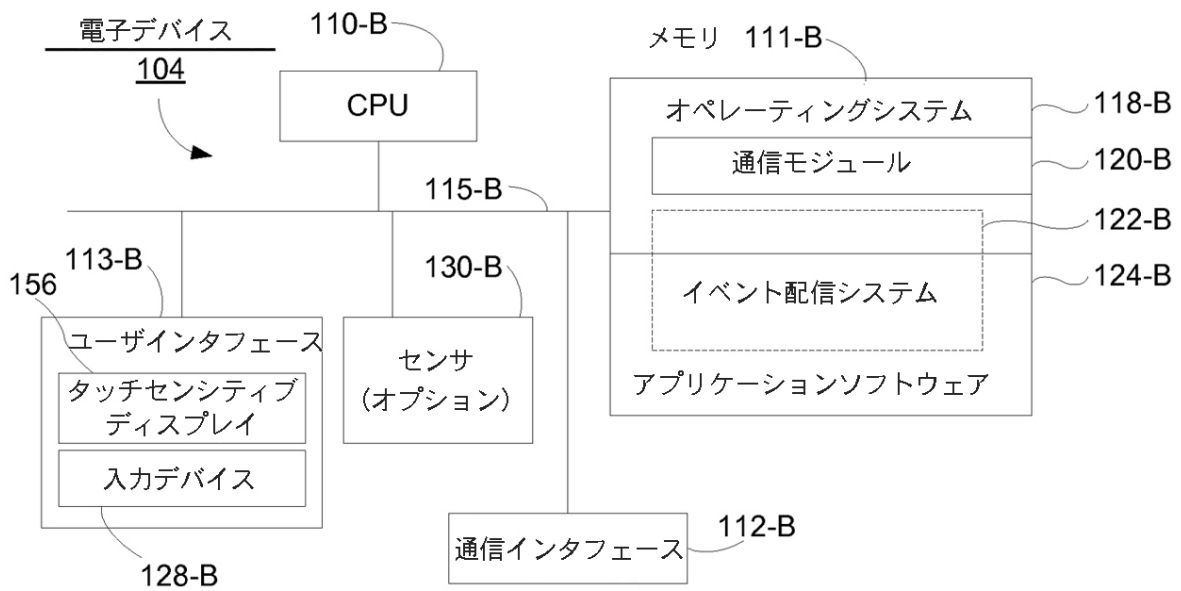 電子デバイス
104
110-B
CPU
メモリ 111-B
オペレーティングシステム
118-B
通信モジュール
120-B
115-B
122-B
113-B
130-B
124-B
156
イベント配信システム
ユーザインタフェース
センサ
(オプション)
タッチセンシティブ
ディスプレイ
アプリケーションソフトウェア
入力デバイス
通信インタフェース
112-B
128-B